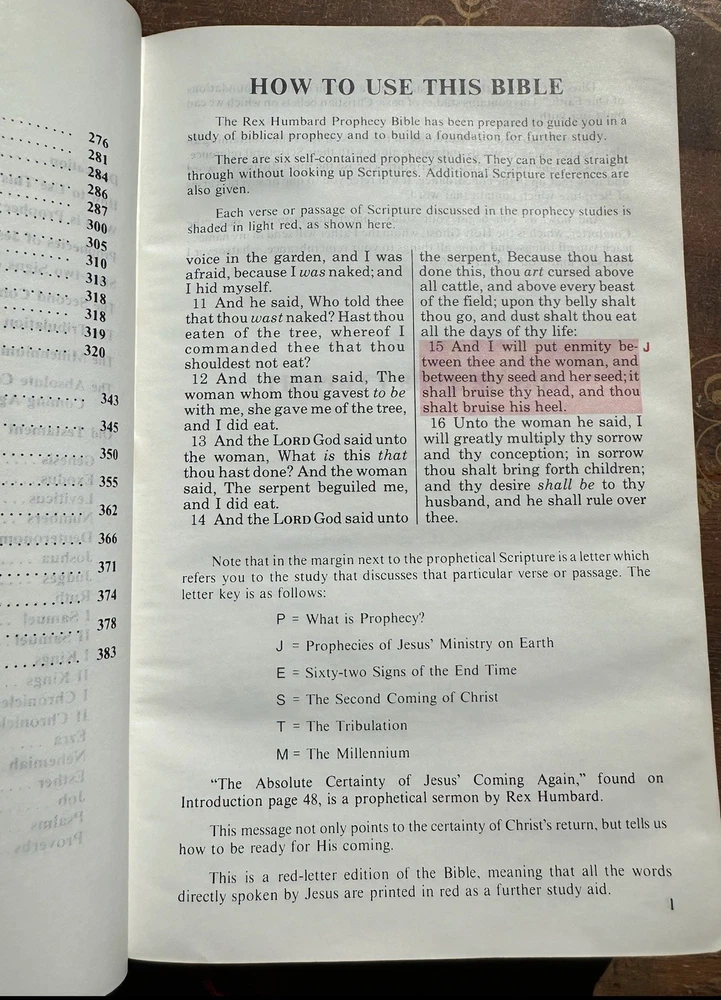 276
281
284
286
287
300
305
310
313
318
318
319
320
343
345
350
355
362
366
371
374
378
383
HOW TO USE THIS BIBLE
The Rex Humbard Prophecy Bible has been prepared to guide you in a
study of biblical prophecy and to build a foundation for further study.
There are six self-contained prophecy studies. They can be read straight
through without looking up Scriptures. Additional Scripture references are
also given.
Each verse or passage of Scripture discussed in the prophecy studies is
shaded in light red, as shown here.
voice in the garden, and I was
afraid, because I was naked; and
I hid myself.
11 And he said, Who told thee
that thou wast naked? Hast thou
eaten of the tree, whereof I
commanded thee that thou
shouldest not eat?
12 And the man said, The
woman whom thou gavest to be
with me, she gave me of the tree,
and I did eat.
13 And the LORD God said unto
the woman, What is this that
thou hast done? And the woman
said, The serpent beguiled me,
and I did eat.
14 And the LORD God said unto
the serpent, Because thou hast
done this, thou art cursed above
all cattle, and above every beast
of the field; upon thy belly shalt
thou go, and dust shalt thou eat
all the days of thy life:
15 And I will put enmity be- J
tween thee and the woman, and
between thy seed and her seed; it
shall bruise thy head, and thou
shalt bruise his heel.
16 Unto the woman he said, I
will greatly multiply thy sorrow
and thy conception; in sorrow
thou shalt bring forth children;
and thy desire shall be to thy
husband, and he shall rule over
thee.
Note that in the margin next to the prophetical Scripture is a letter which
refers you to the study that discusses that particular verse or passage. The
letter key is as follows:
P = What is Prophecy?
J = Prophecies of Jesus' Ministry on Earth
E = Sixty-two Signs of the End Time
S = The Second Coming of Christ
T = The Tribulation
M = The Millennium
"The Absolute Certainty of Jesus' Coming Again," found on
Introduction page 48, is a prophetical sermon by Rex Humbard.
This message not only points to the certainty of Christ's return, but tells us
how to be ready for His coming.
This is a red-letter edition of the Bible, meaning that all the words
directly spoken by Jesus are printed in red as a further study aid.
1